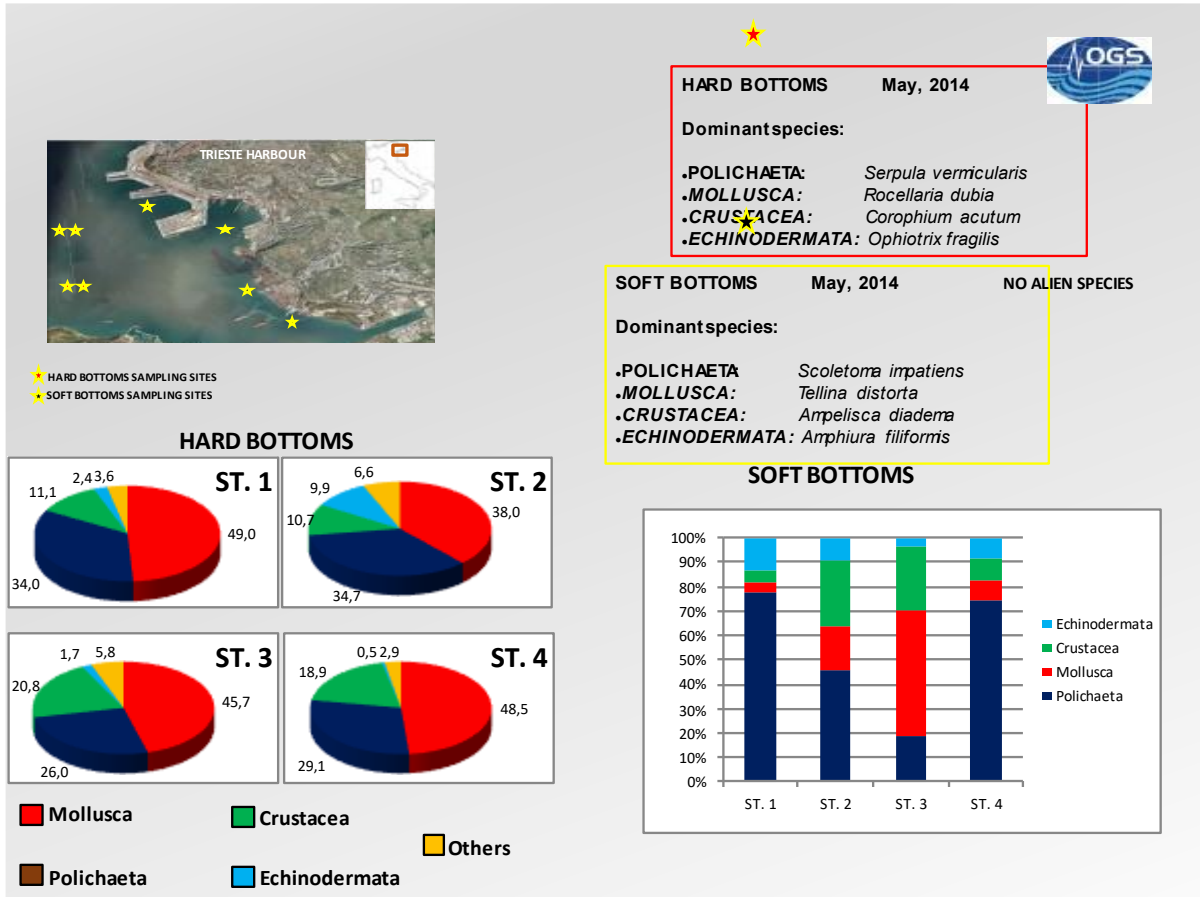 OGS
HARD BOTTOMS May, 2014
Dominantspecies:
•POLICHAETA: Serpula vermicularis
•MOLLUSCA: Rocellaria dubia
•CRUSTACEA: Corophium acutum
•ECHINODERMATA: Ophiotrix fragilis
TRIESTE HARBOUR
SOFT BOTTOMS May, 2014
NO ALIEN SPECIES
Dominantspecies:
•POLICHAETA: Scoletoma impatiens
•MOLLUSCA: Tellina distorta
•CRUSTACEA: Ampelisca diadema
•ECHINODERMATA: Amphiura filiformis
HARD BOTTOMS SAMPLING SITES
SOFT BOTTOMS SAMPLING SITES
HARD BOTTOMS
ST. 1
2,4 3,6
11,1
49,0
34,0
ST. 2
6,6
9,9
10,7
38,0
34,7
ST. 3
1,7 5,8
20,8
45,7
26,0
ST. 4
0,5 2,9
18,9
48,5
29,1
Mollusca
Crustacea
Others
Polichaeta
Echinodermata
SOFT BOTTOMS
100%
90%
80%
70%
60%
50%
40%
30%
20%
10%
0%
ST. 1 ST. 2 ST. 3 ST. 4
Echinodermata
Crustacea
Mollusca
Polichaeta